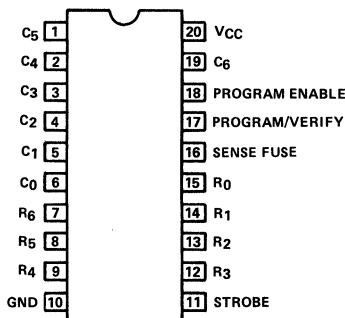 C5 1 20 VCC
C4 2 19 C6
C3 3 18 PROGRAM ENABLE
C2 4 17 PROGRAM/VERIFY
C1 5 16 SENSE FUSE
C0 6 15 R0
R6 7 14 R1
R5 8 13 R2
R4 9 12 R3
GND 10 11 STROBE